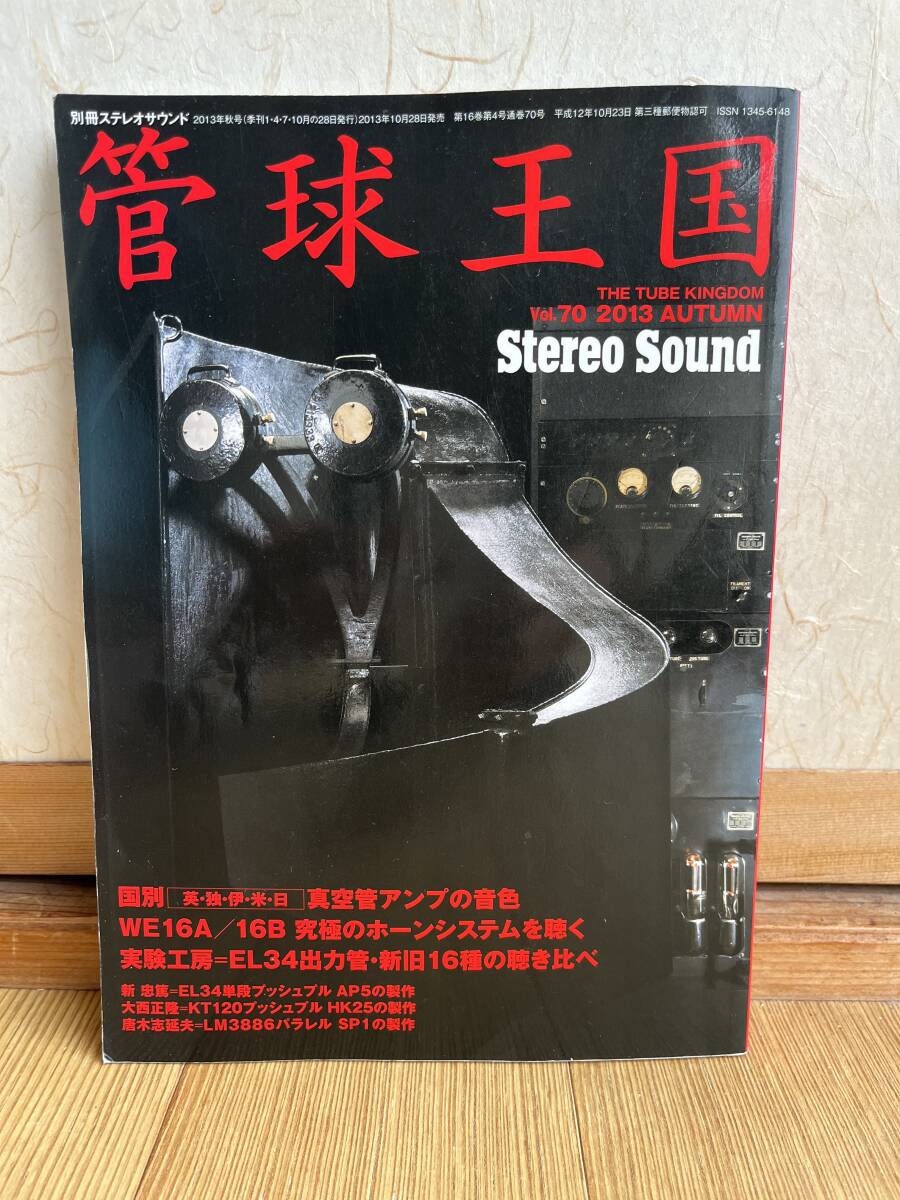 別冊ステレオサウンド 2013年秋号(季刊1・4・7・10月の28日発行)2013年10月28日発売 第16巻第4号通巻70号 平成12年10月23日 第三種郵便物認可 ISSN 1345-6148
管球王国
THE TUBE KINGDOM
Vol.70 2013 AUTUMN
Stereo Sound
国別 英・独・伊・米・日 真空管アンプの音色
WE16A/16B 究極のホーンシステムを聴く
実験工房=EL34出力管・新旧16種の聴き比べ
新 忠篤=EL34単段プッシュプル AP5の製作
大西正隆=KT120プッシュプル HK25の製作
唐木志延夫=LM3886パラレル SP1の製作